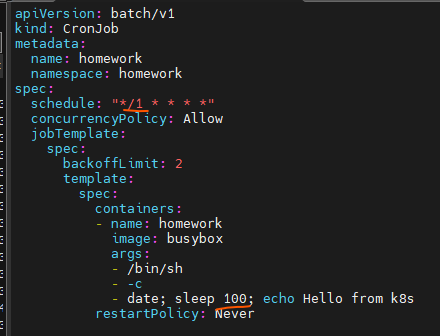 apiVersion: batch/v1
kind: CronJob
metadata:
  name: homework
  namespace: homework
spec:
  schedule: "*/1 * * * *"
  concurrencyPolicy: Allow
  jobTemplate:
    spec:
      backoffLimit: 2
      template:
        spec:
          containers:
          - name: homework
            image: busybox
            args:
            - /bin/sh
            - -c
            - date; sleep 100; echo Hello from k8s
          restartPolicy: Never